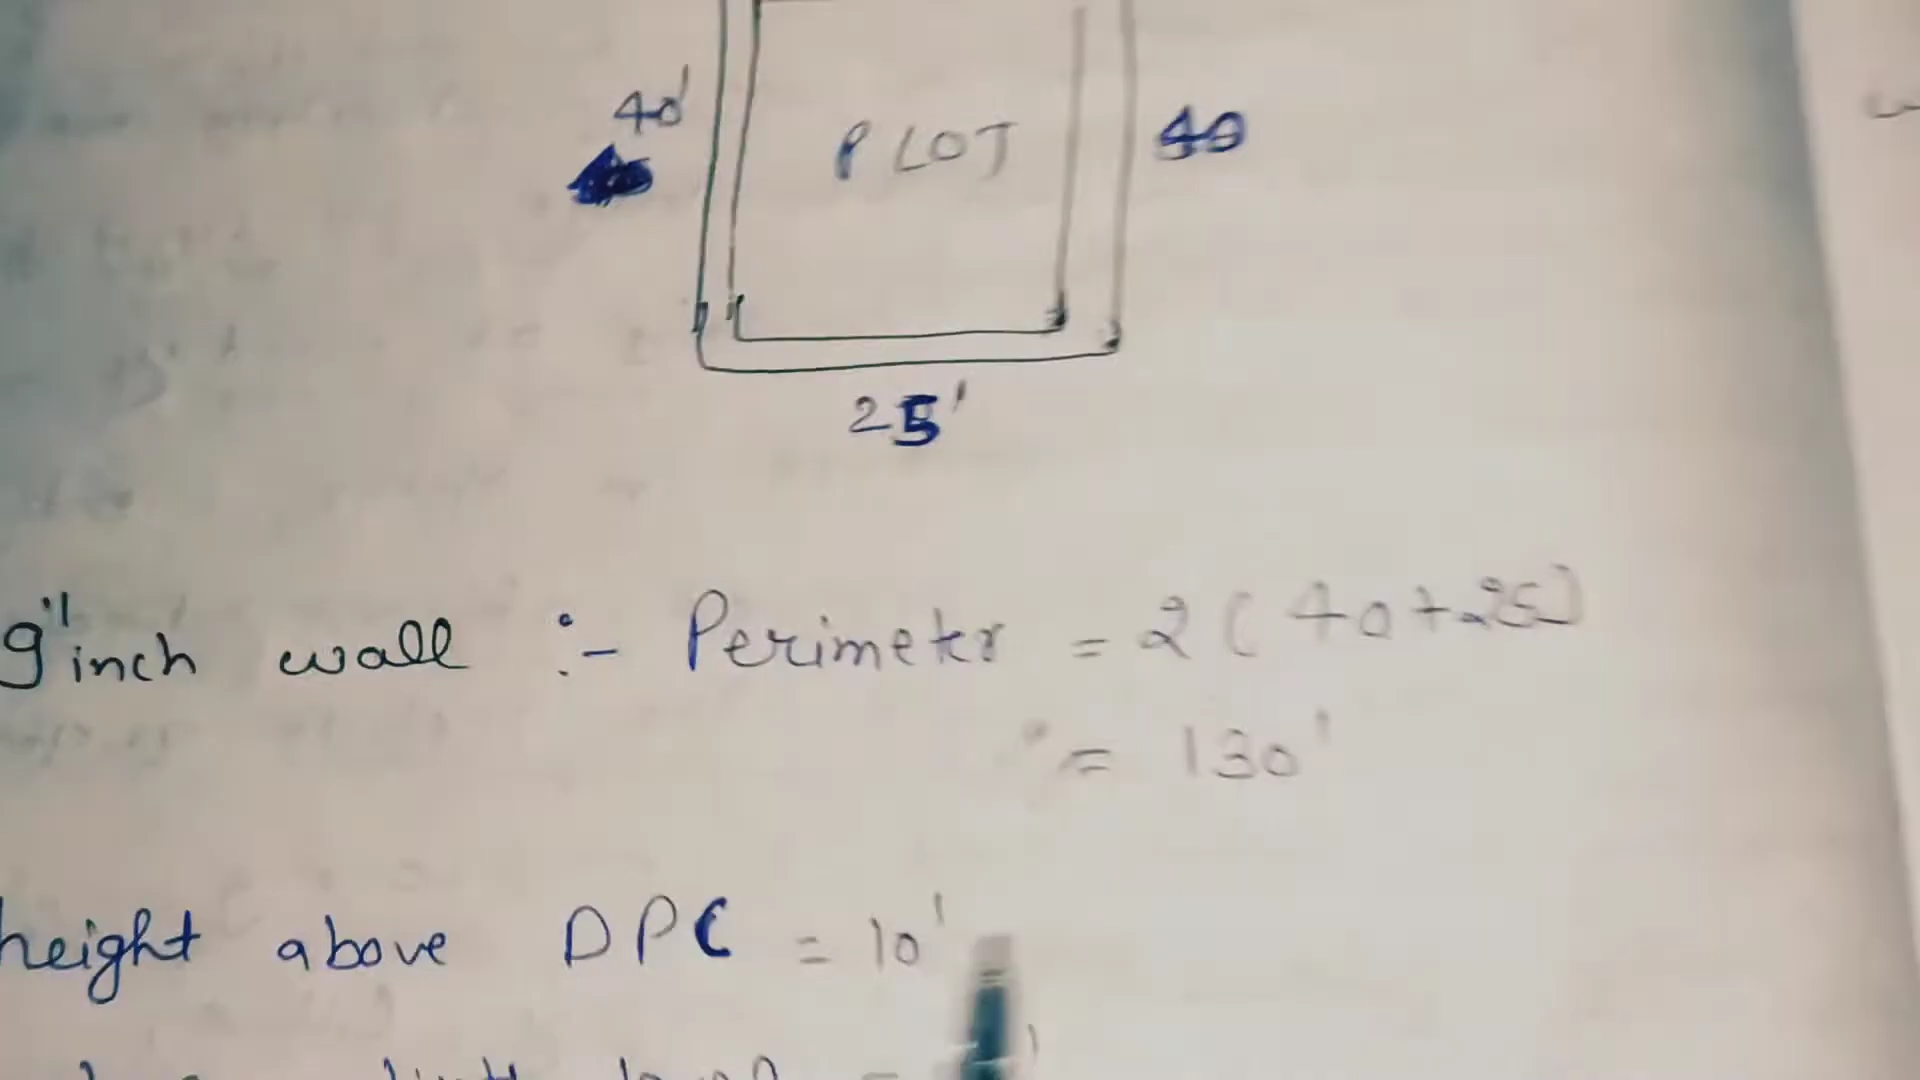 40'
PLOT
40
25'
9" inch wall :- Perimeter = 2(40+25)
= 130'
height above DPC = 10'